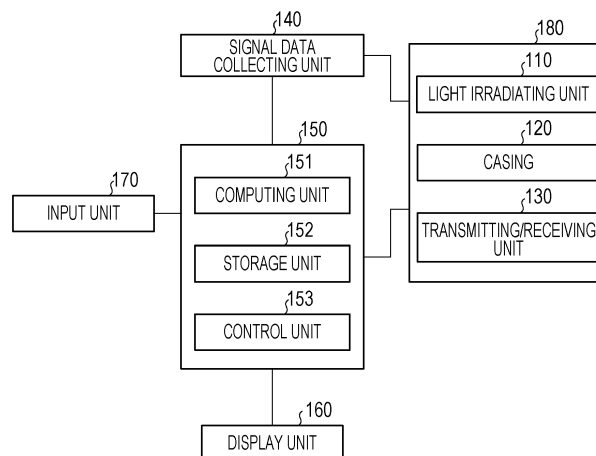 140
SIGNAL DATA
COLLECTING UNIT
180
110
LIGHT IRRADIATING UNIT
120
CASING
130
TRANSMITTING/RECEIVING
UNIT
150
151
COMPUTING UNIT
152
STORAGE UNIT
153
CONTROL UNIT
170
INPUT UNIT
160
DISPLAY UNIT